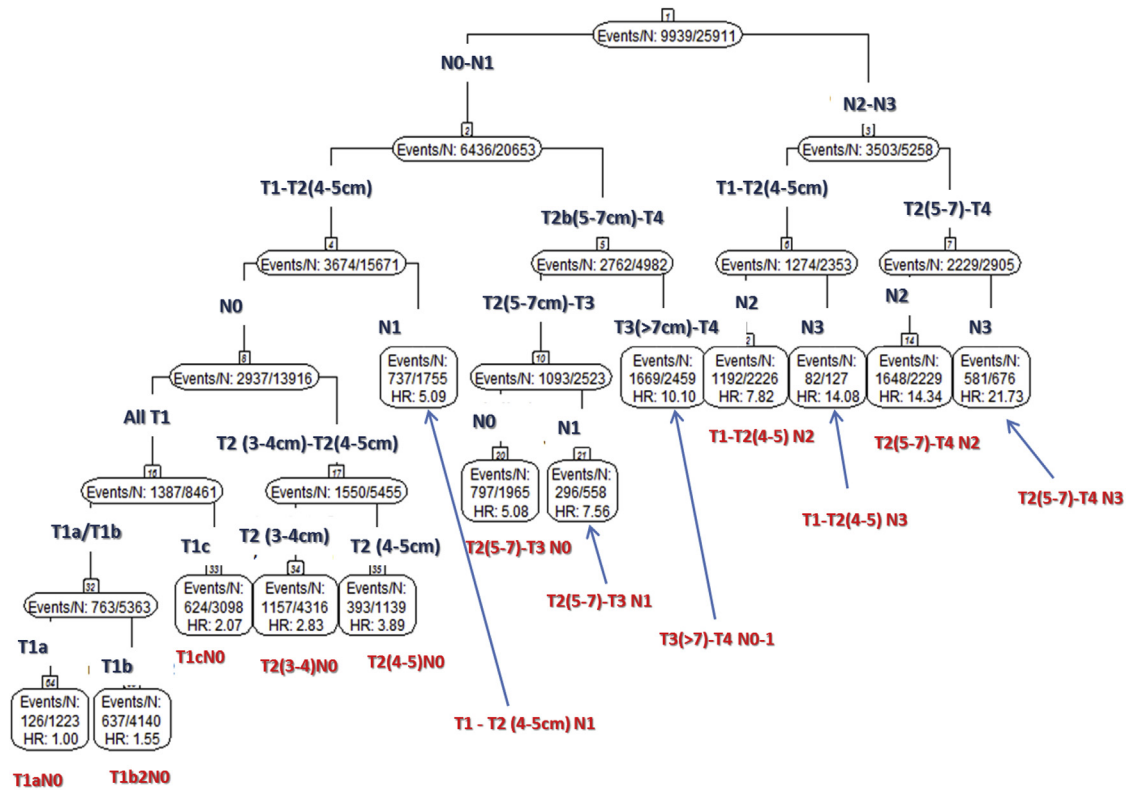 1
Events/N: 9939/25911
N0-N1
N2-N3
2
Events/N: 6436/20653
3
Events/N: 3503/5258
T1-T2(4-5cm)
T2b(5-7cm)-T4
T1-T2(4-5cm)
T2(5-7)-T4
4
Events/N: 3674/15671
5
Events/N: 2762/4982
6
Events/N: 1274/2353
7
Events/N: 2229/2905
N0
N1
T2(5-7cm)-T3
T3(>7cm)-T4
N2
N3
N2
N3
8
Events/N: 2937/13916
Events/N:
737/1755
HR: 5.09
10
Events/N: 1093/2523
Events/N:
1669/2459
HR: 10.10
2
Events/N:
1192/2226
HR: 7.82
Events/N:
82/127
HR: 14.08
14
Events/N:
1648/2229
HR: 14.34
Events/N:
581/676
HR: 21.73
All T1
T2 (3-4cm)-T2(4-5cm)
N0
N1
T1-T2(4-5) N2
T2(5-7)-T4 N2
16
Events/N: 1387/8461
17
Events/N: 1550/5455
20
Events/N:
797/1965
HR: 5.08
21
Events/N:
296/558
HR: 7.56
T2(5-7)-T4 N3
T1-T2(4-5) N3
T1a/T1b
T1c
T2 (3-4cm)
T2 (4-5cm)
T2(5-7)-T3 N0
32
Events/N: 763/5363
33
Events/N:
624/3098
HR: 2.07
34
Events/N:
1157/4316
HR: 2.83
35
Events/N:
393/1139
HR: 3.89
T2(5-7)-T3 N1
T3(>7)-T4 N0-1
T1a
T1b
T1cN0
T2(3-4)N0
T2(4-5)N0
64
Events/N:
126/1223
HR: 1.00
Events/N:
637/4140
HR: 1.55
T1 - T2 (4-5cm) N1
T1aN0
T1b2N0